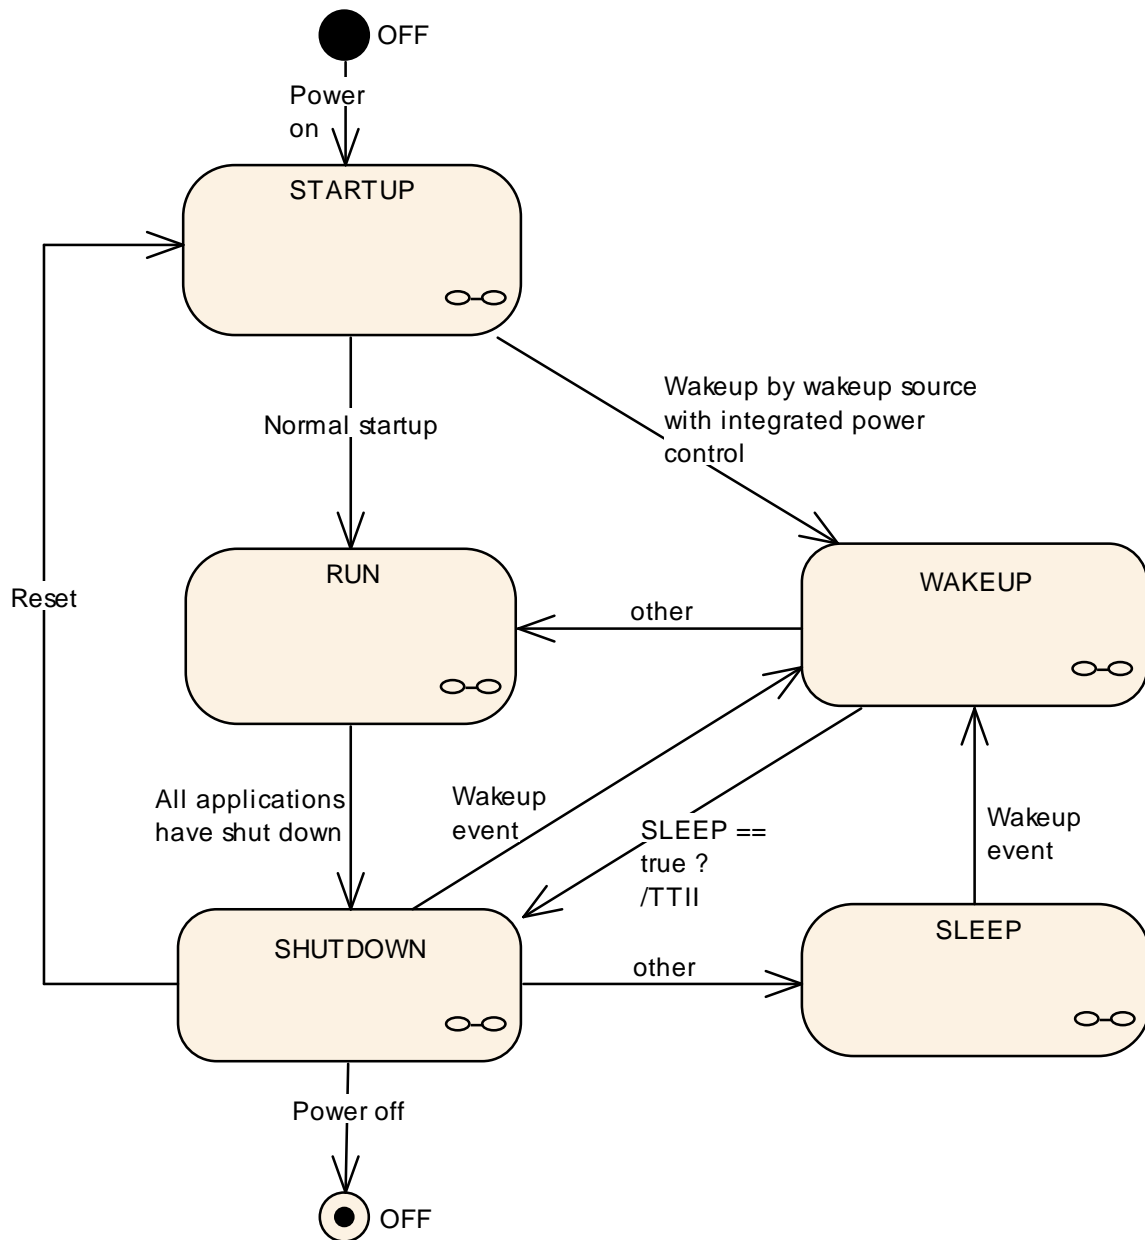 OFF
Power
on
STARTUP
Wakeup by wakeup source
with integrated power
control
Normal startup
RUN
WAKEUP
Reset
other
All applications
have shut down
Wakeup
event
SLEEP ==
true ?
/TTII
Wakeup
event
SHUTDOWN
SLEEP
other
Power off
OFF